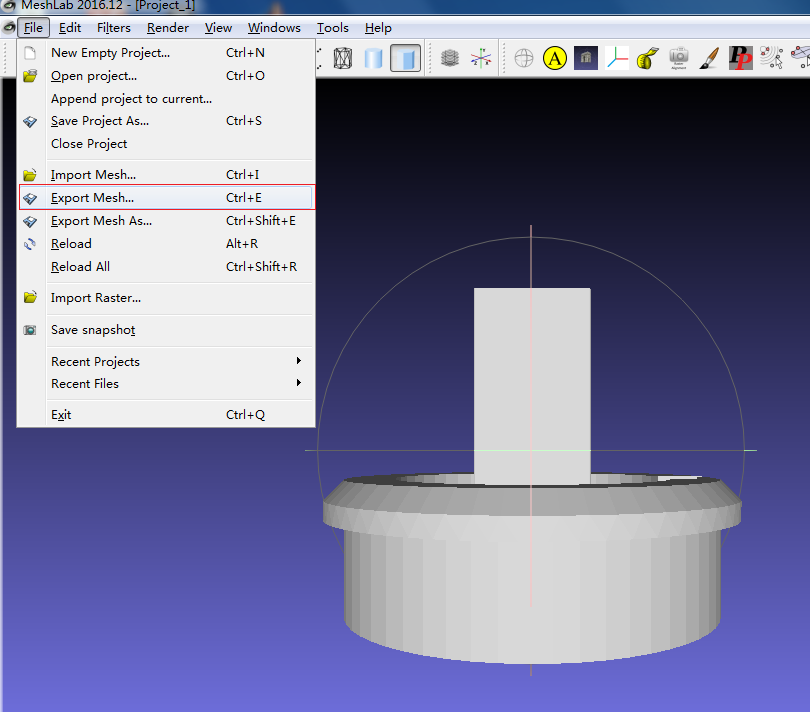 MeshLab 2016.12 - [Project_1]
File Edit Filters Render View Windows Tools Help
New Empty Project... Ctrl+N
Open project... Ctrl+O
Append project to current...
Save Project As... Ctrl+S
Close Project
Import Mesh... Ctrl+I
Export Mesh... Ctrl+E
Export Mesh As... Ctrl+Shift+E
Reload Alt+R
Reload All Ctrl+Shift+R
Import Raster...
Save snapshot
Recent Projects
Recent Files
Exit Ctrl+Q
A
PP